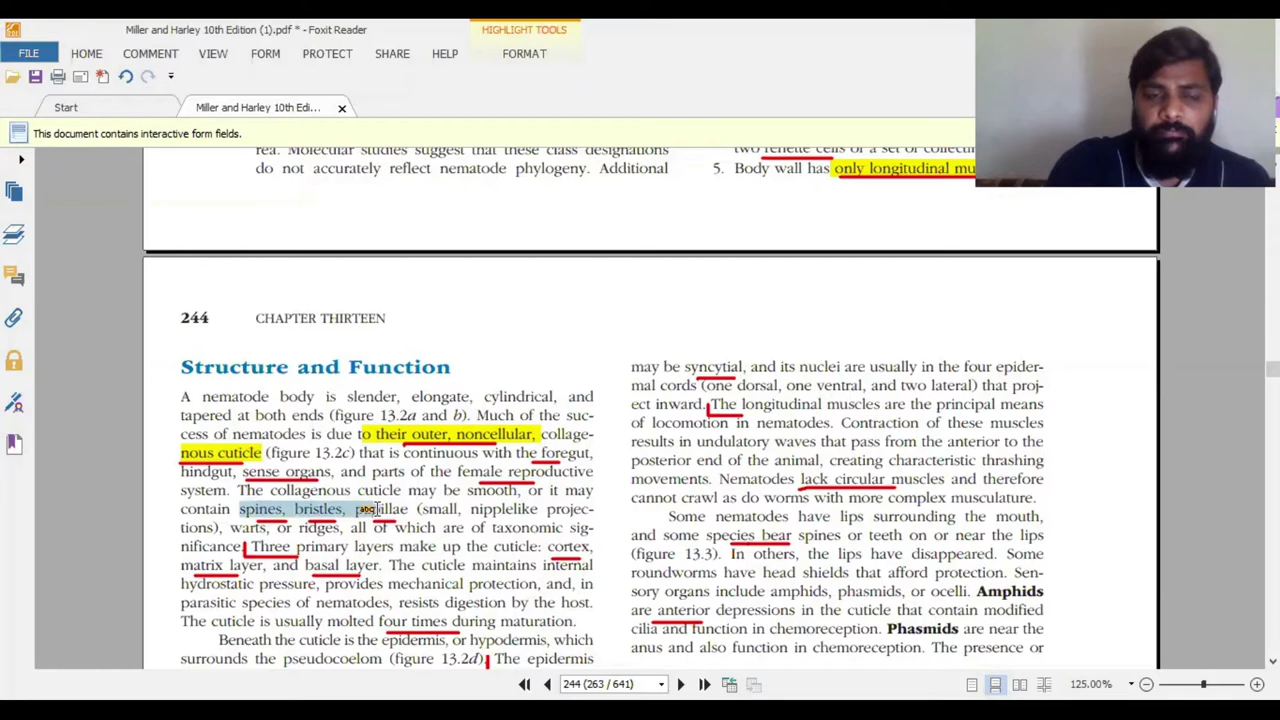 Miller and Harley 10th Edition (1).pdf * - Foxit Reader
HIGHLIGHT TOOLS
FILE HOME COMMENT VIEW FORM PROTECT SHARE HELP FORMAT
Start
Miller and Harley 10th Edi...
This document contains interactive form fields.
rea. Molecular studies suggest that these class designations
do not accurately reflect nematode phylogeny. Additional
two renette cells or a set of collecting
5. Body wall has only longitudinal mu
244 CHAPTER THIRTEEN
Structure and Function
A nematode body is slender, elongate, cylindrical, and
tapered at both ends (figure 13.2a and b). Much of the suc-
cess of nematodes is due to their outer, noncellular, collage-
nous cuticle (figure 13.2c) that is continuous with the foregut,
hindgut, sense organs, and parts of the female reproductive
system. The collagenous cuticle may be smooth, or it may
contain spines, bristles, papillae (small, nipplelike projec-
tions), warts, or ridges, all of which are of taxonomic sig-
nificance. Three primary layers make up the cuticle: cortex,
matrix layer, and basal layer. The cuticle maintains internal
hydrostatic pressure, provides mechanical protection, and, in
parasitic species of nematodes, resists digestion by the host.
The cuticle is usually molted four times during maturation.
Beneath the cuticle is the epidermis, or hypodermis, which
surrounds the pseudocoelom (figure 13.2d). The epidermis
may be syncytial, and its nuclei are usually in the four epider-
mal cords (one dorsal, one ventral, and two lateral) that proj-
ect inward. The longitudinal muscles are the principal means
of locomotion in nematodes. Contraction of these muscles
results in undulatory waves that pass from the anterior to the
posterior end of the animal, creating characteristic thrashing
movements. Nematodes lack circular muscles and therefore
cannot crawl as do worms with more complex musculature.
Some nematodes have lips surrounding the mouth,
and some species bear spines or teeth on or near the lips
(figure 13.3). In others, the lips have disappeared. Some
roundworms have head shields that afford protection. Sen-
sory organs include amphids, phasmids, or ocelli. Amphids
are anterior depressions in the cuticle that contain modified
cilia and function in chemoreception. Phasmids are near the
anus and also function in chemoreception. The presence or
244 (263 / 641)
125.00%